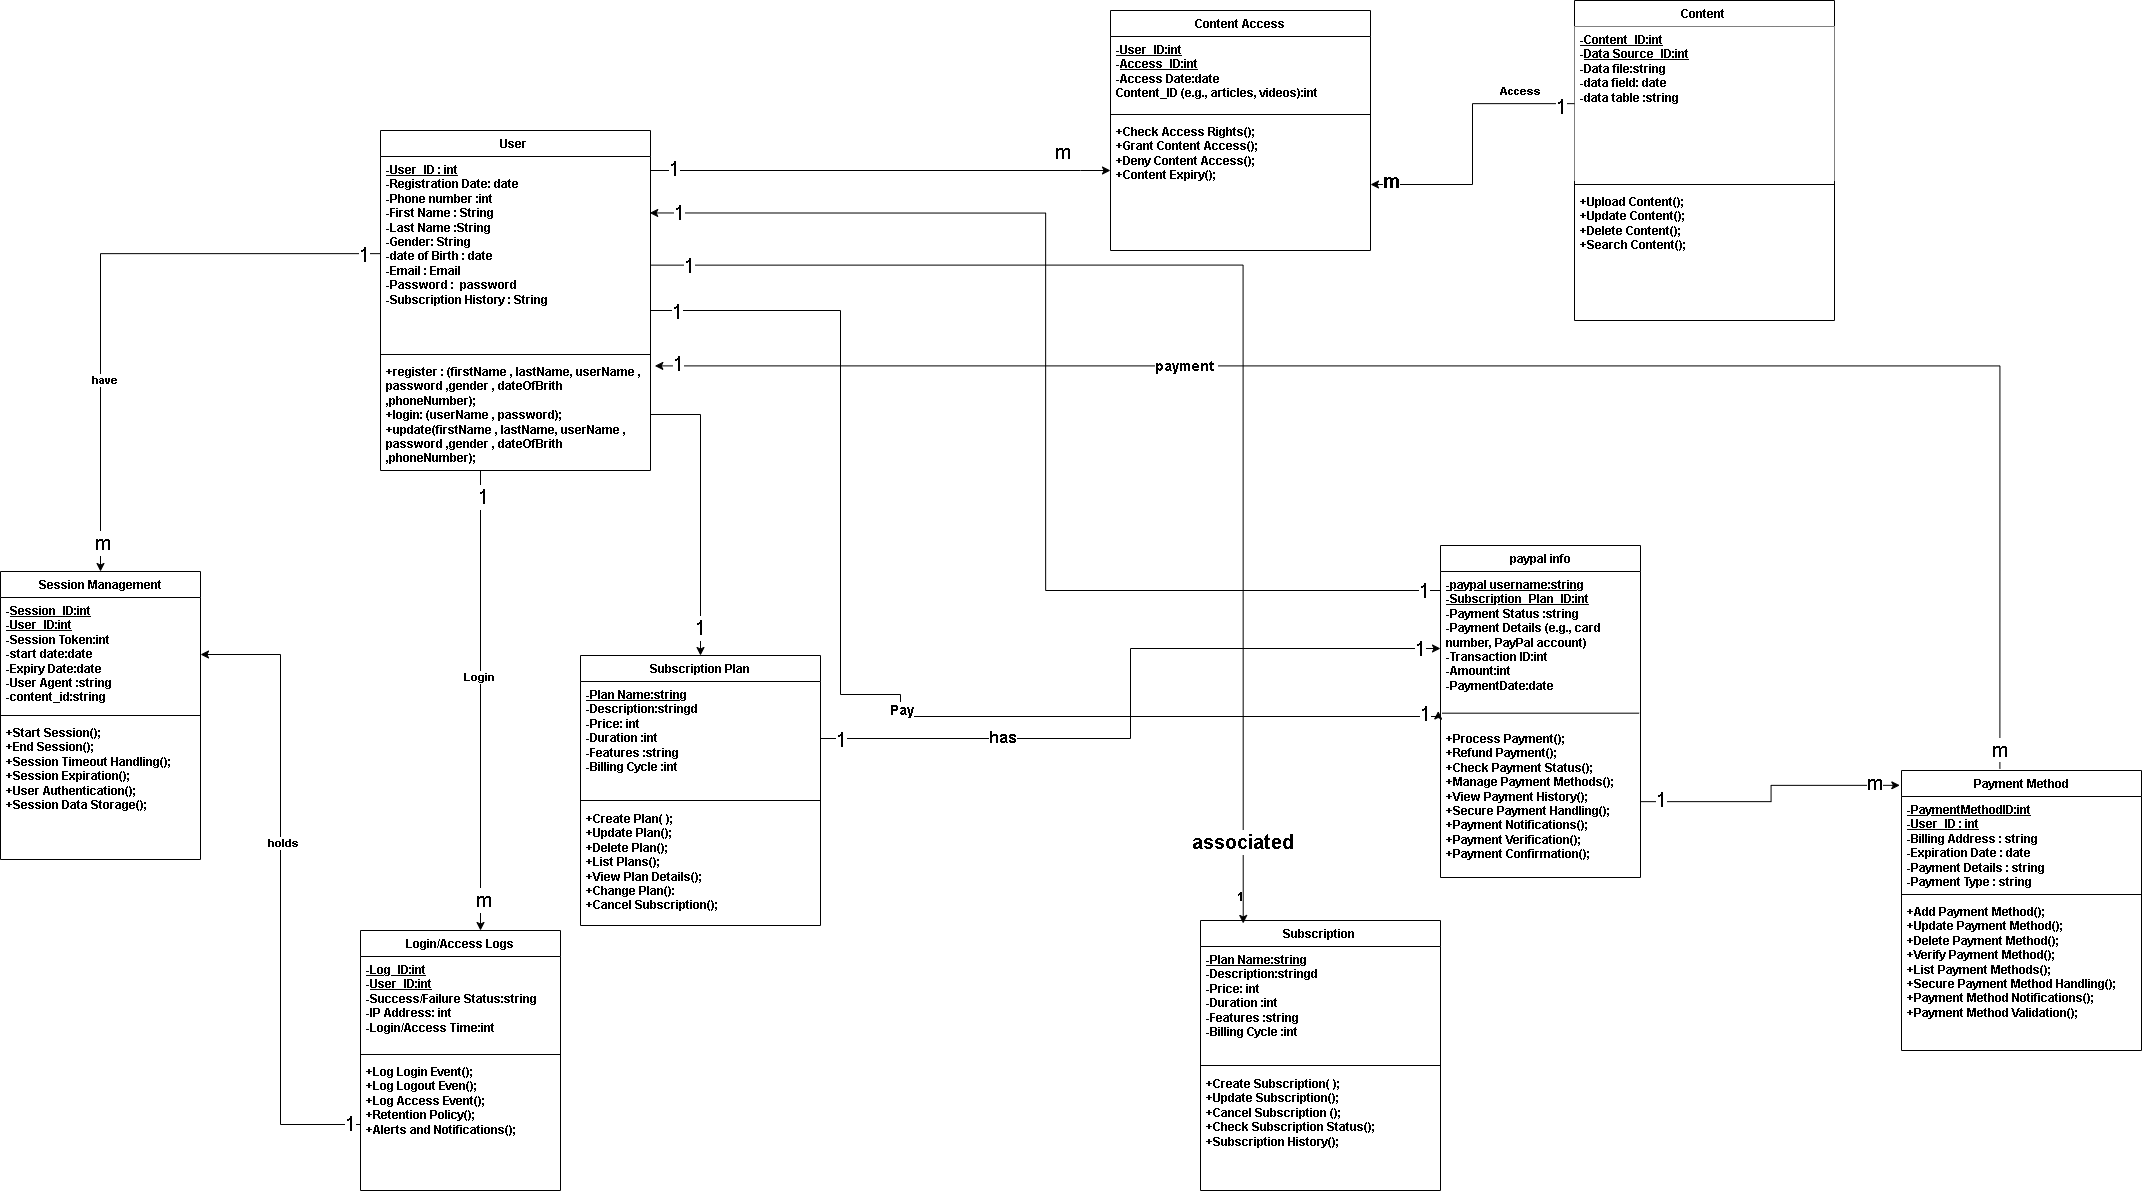 Content Access
-User_ID:int
-Access_ID:int
-Access Date:date
Content_ID (e.g., articles, videos):int
+Check Access Rights();
+Grant Content Access();
+Deny Content Access();
+Content Expiry();
Content
-Content_ID:int
-Data Source_ID:int
-Data file:string
-data field: date
-data table :string
+Upload Content();
+Update Content();
+Delete Content();
+Search Content();
Access
1
m
User
-User_ID : int
-Registration Date: date
-Phone number :int
-First Name : String
-Last Name :String
-Gender: String
-date of Birth : date
-Email : Email
-Password :  password
-Subscription History : String
+register : (firstName , lastName, userName ,
password ,gender , dateOfBrith
,phoneNumber);
+login: (userName , password);
+update(firstName , lastName, userName ,
password ,gender , dateOfBrith
,phoneNumber);
1
m
1
1
1
1
payment
1
have
m
1
Login
m
1
Session Management
-Session_ID:int
-User_ID:int
-Session Token:int
-start date:date
-Expiry Date:date
-User Agent :string
-content_id:string
+Start Session();
+End Session();
+Session Timeout Handling();
+Session Expiration();
+User Authentication();
+Session Data Storage();
holds
1
Login/Access Logs
-Log_ID:int
-User_ID:int
-Success/Failure Status:string
-IP Address: int
-Login/Access Time:int
+Log Login Event();
+Log Logout Even();
+Log Access Event();
+Retention Policy();
+Alerts and Notifications();
Subscription Plan
-Plan Name:string
-Description:stringd
-Price: int
-Duration :int
-Features :string
-Billing Cycle :int
+Create Plan( );
+Update Plan();
+Delete Plan();
+List Plans();
+View Plan Details();
+Change Plan():
+Cancel Subscription();
1
has
1
Pay
1
1
paypal info
-paypal username:string
-Subscription_Plan_ID:int
-Payment Status :string
-Payment Details (e.g., card
number, PayPal account)
-Transaction ID:int
-Amount:int
-PaymentDate:date
+Process Payment();
+Refund Payment();
+Check Payment Status();
+Manage Payment Methods();
+View Payment History();
+Secure Payment Handling();
+Payment Notifications();
+Payment Verification();
+Payment Confirmation();
1
m
m
Payment Method
-PaymentMethodID:int
-User_ID : int
-Billing Address : string
-Expiration Date : date
-Payment Details : string
-Payment Type : string
+Add Payment Method();
+Update Payment Method();
+Delete Payment Method();
+Verify Payment Method();
+List Payment Methods();
+Secure Payment Method Handling();
+Payment Method Notifications();
+Payment Method Validation();
associated
1
Subscription
-Plan Name:string
-Description:stringd
-Price: int
-Duration :int
-Features :string
-Billing Cycle :int
+Create Subscription( );
+Update Subscription();
+Cancel Subscription ();
+Check Subscription Status();
+Subscription History();